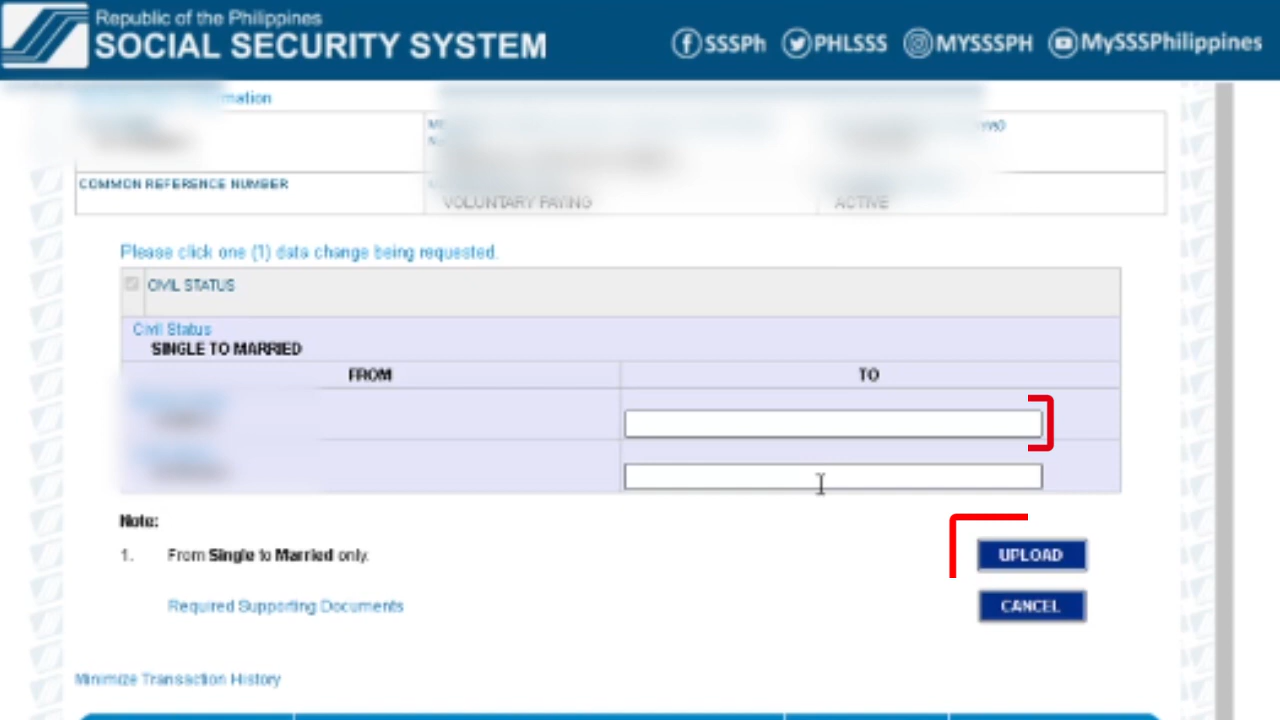 Republic of the Philippines
SOCIAL SECURITY SYSTEM
SSSPh
PHLSSS
MYSSSPH
MySSSPhilippines
COMMON REFERENCE NUMBER
VOLUNTARY PAYING
ACTIVE
Please click one (1) data change being requested.
CIVIL STATUS
Civil Status
SINGLE TO MARRIED
FROM
TO
Note:
1. From Single to Married only.
UPLOAD
Required Supporting Documents
CANCEL
Minimize Transaction History